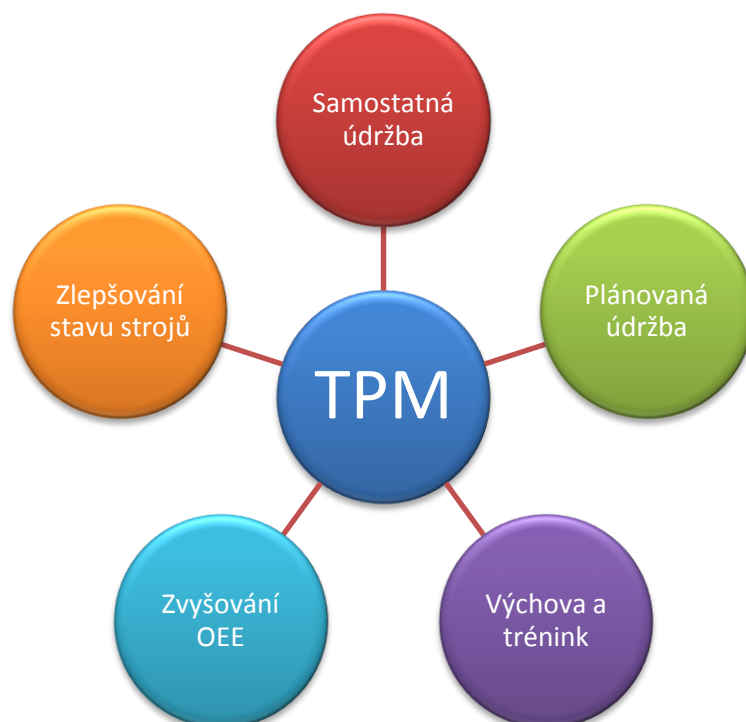 Samostatná
údržba
Zlepšování
stavu strojů
Plánovaná
údržba
TPM
Zvyšování
OEE
Výchova a
trénink